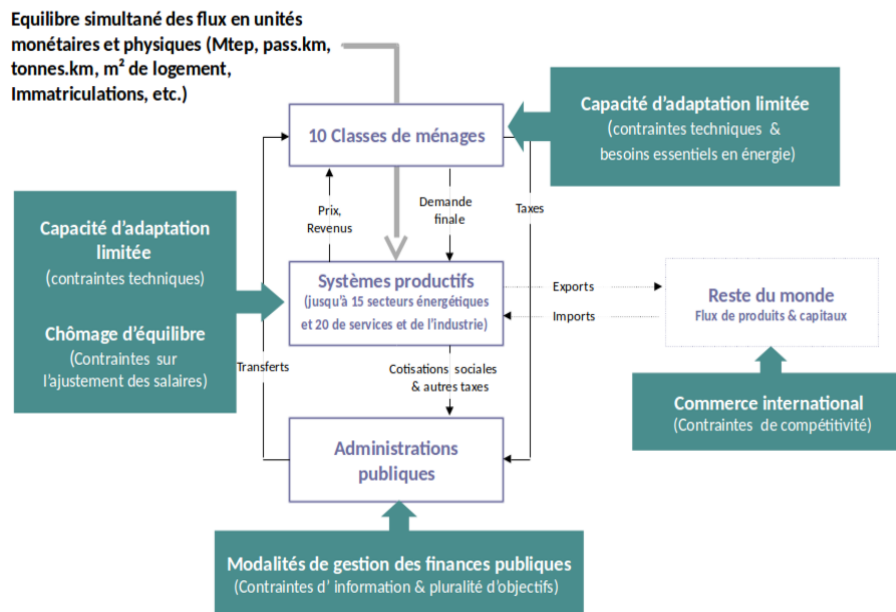 Equilibre simultané des flux en unités
monétaires et physiques (Mtep, pass.km,
tonnes.km, m² de logement,
Immatriculations, etc.)
10 Classes de ménages
Capacité d'adaptation limitée
(contraintes techniques &
besoins essentiels en énergie)
Prix,
Revenus
Demande
finale
Taxes
Capacité d'adaptation
limitée
(contraintes techniques)
Chômage d'équilibre
(Contraintes sur
l'ajustement des salaires)
Systèmes productifs
(jusqu'à 15 secteurs énergétiques
et 20 de services et de l'industrie)
Exports
Imports
Reste du monde
Flux de produits & capitaux
Transferts
Cotisations sociales
& autres taxes
Commerce international
(Contraintes de compétitivité)
Administrations
publiques
Modalités de gestion des finances publiques
(Contraintes d' information & pluralité d'objectifs)